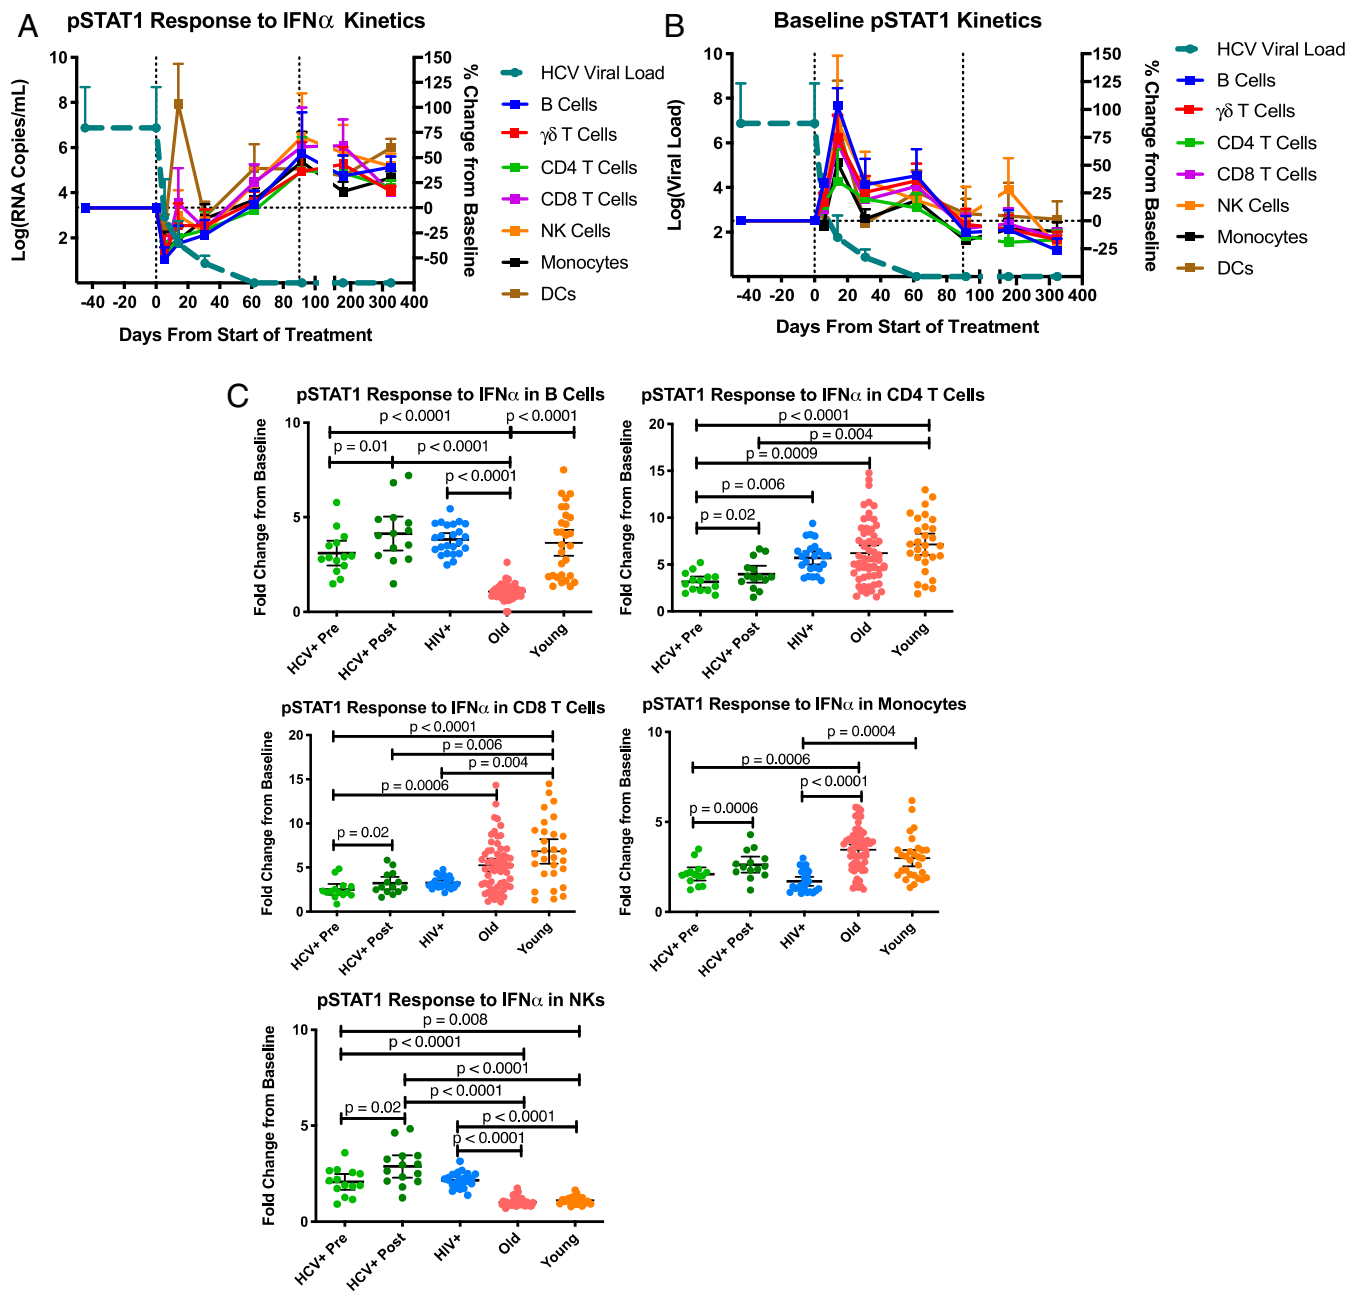 A
pSTAT1 Response to IFNα Kinetics
10
8
6
4
2
Log(RNA Copies/mL)
150
125
100
75
50
25
0
-25
-50
-75
% Change from Baseline
-40 -20 0 20 40 60 80 100 200 300 400
Days From Start of Treatment
HCV Viral Load
B Cells
γδ T Cells
CD4 T Cells
CD8 T Cells
NK Cells
Monocytes
DCs
B
Baseline pSTAT1 Kinetics
10
8
6
4
2
Log(Viral Load)
150
125
100
75
50
25
0
-25
% Change from Baseline
-40 -20 0 20 40 60 80 100 200 300 400
Days From Start of Treatment
HCV Viral Load
B Cells
γδ T Cells
CD4 T Cells
CD8 T Cells
NK Cells
Monocytes
DCs
C
pSTAT1 Response to IFNα in B Cells
Fold Change from Baseline
10
5
0
p < 0.0001
p < 0.0001
p = 0.01
p < 0.0001
p < 0.0001
HCV+ Pre
HCV+ Post
HIV+
Old
Young
pSTAT1 Response to IFNα in CD4 T Cells
Fold Change from Baseline
20
15
10
5
0
p < 0.0001
p = 0.004
p = 0.0009
p = 0.006
p = 0.02
HCV+ Pre
HCV+ Post
HIV+
Old
Young
pSTAT1 Response to IFNα in CD8 T Cells
Fold Change from Baseline
20
15
10
5
0
p < 0.0001
p = 0.006
p = 0.004
p = 0.0006
p = 0.02
HCV+ Pre
HCV+ Post
HIV+
Old
Young
pSTAT1 Response to IFNα in Monocytes
Fold Change from Baseline
10
5
0
p = 0.0004
p = 0.0006
p < 0.0001
p = 0.0006
HCV+ Pre
HCV+ Post
HIV+
Old
Young
pSTAT1 Response to IFNα in NKs
Fold Change from Baseline
10
5
0
p = 0.008
p < 0.0001
p < 0.0001
p < 0.0001
p = 0.02
p < 0.0001
p < 0.0001
HCV+ Pre
HCV+ Post
HIV+
Old
Young